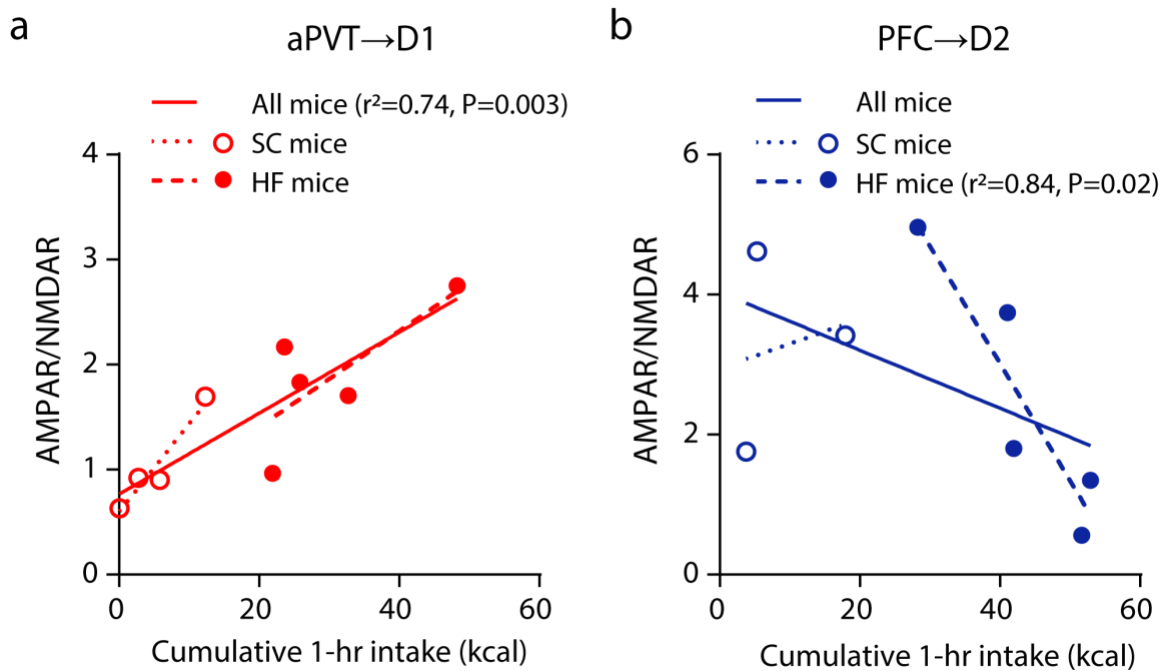 a
aPVT→D1
All mice (r²=0.74, P=0.003)
SC mice
HF mice
4
3
2
1
0
AMPAR/NMDAR
0 20 40 60
Cumulative 1-hr intake (kcal)
b
PFC→D2
All mice
SC mice
HF mice (r²=0.84, P=0.02)
6
4
2
0
AMPAR/NMDAR
0 20 40 60
Cumulative 1-hr intake (kcal)